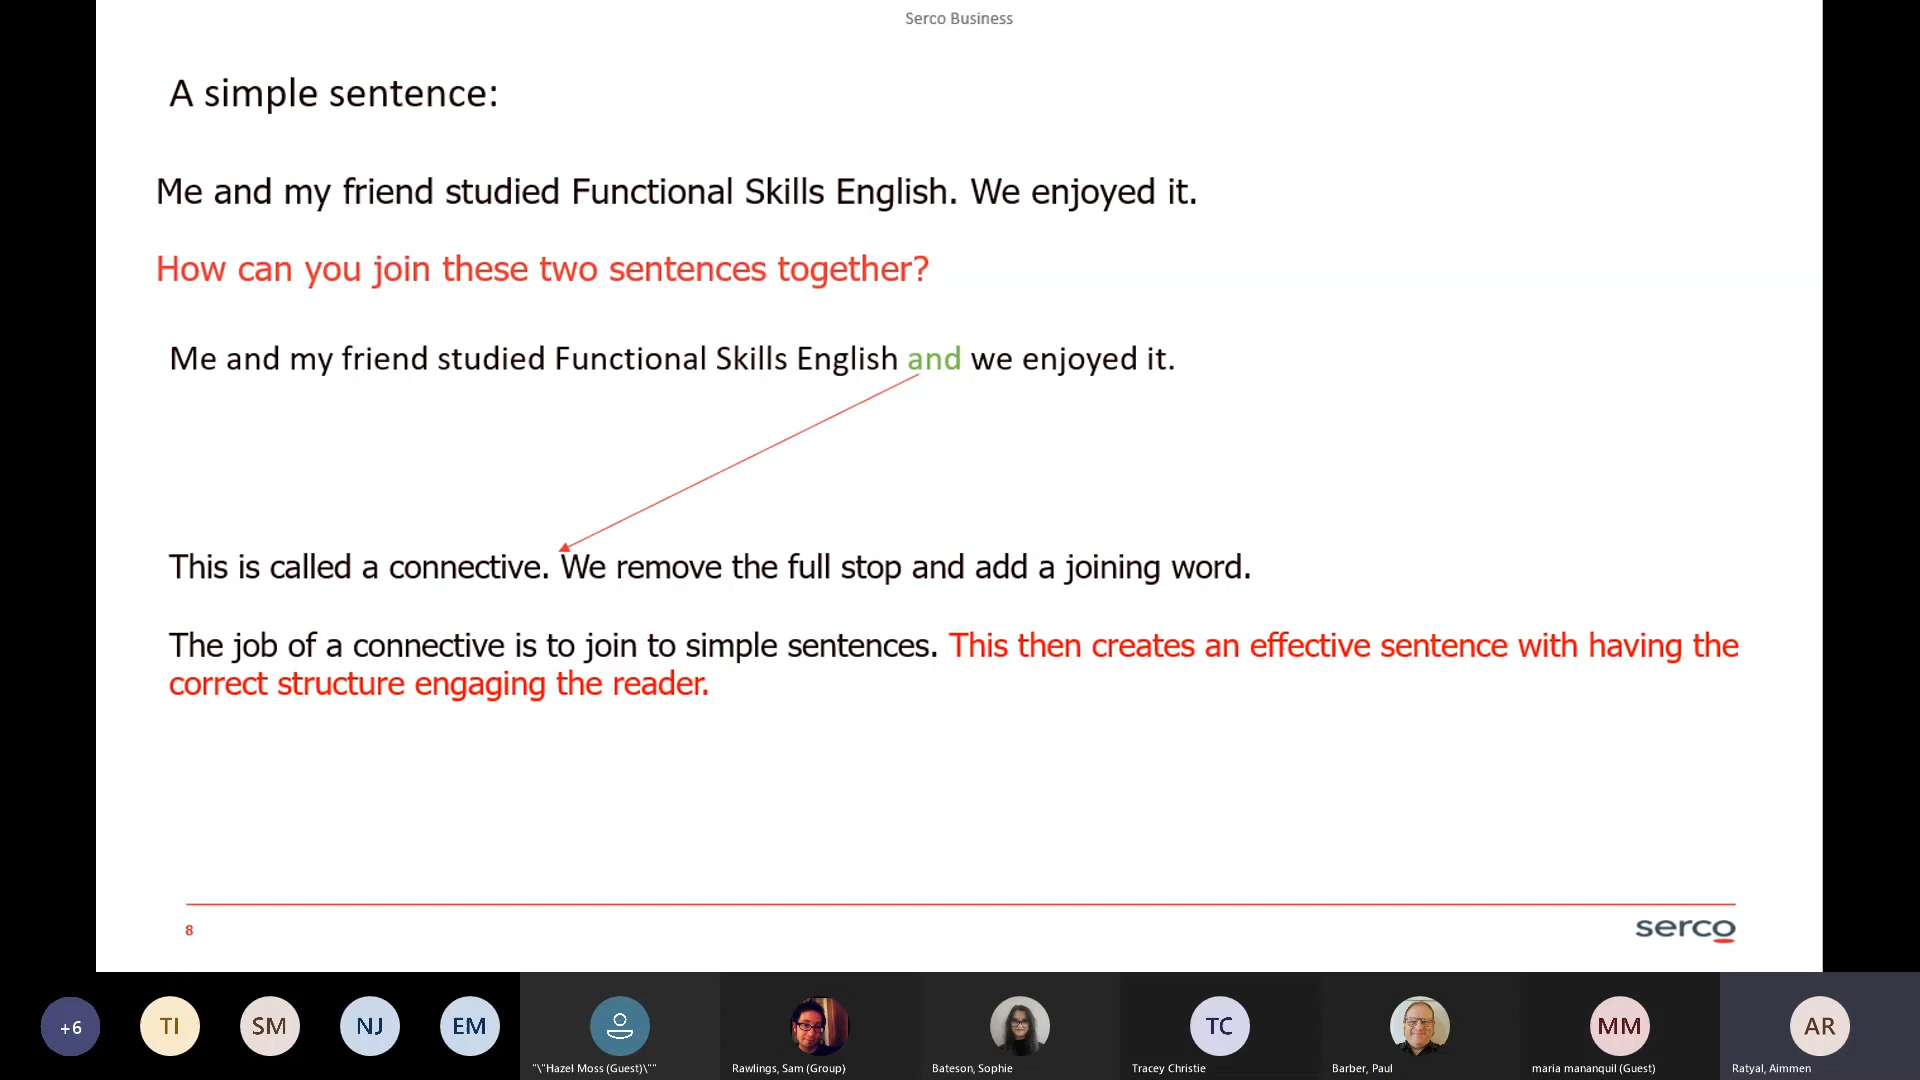 Serco Business
A simple sentence:
Me and my friend studied Functional Skills English. We enjoyed it.
How can you join these two sentences together?
Me and my friend studied Functional Skills English and we enjoyed it.
This is called a connective. We remove the full stop and add a joining word.
The job of a connective is to join to simple sentences. This then creates an effective sentence with having the
correct structure engaging the reader.
8
serco
+6
TI
SM
NJ
EM
TC
MM
AR
"\"Hazel Moss (Guest)\""
Rawlings, Sam (Group)
Bateson, Sophie
Tracey Christie
Barber, Paul
maria mananquil (Guest)
Ratyal, Aimmen